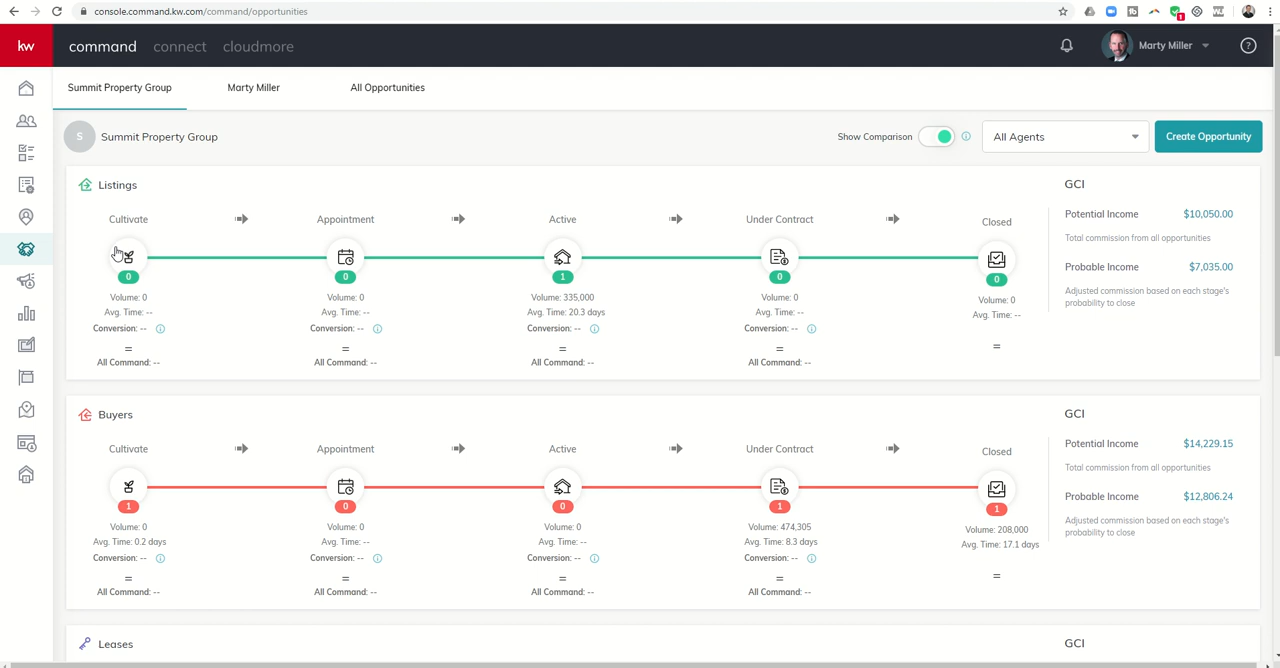 console.command.kw.com/command/opportunities
1
kw
command
connect
cloudmore
Marty Miller
?
Summit Property Group
Marty Miller
All Opportunities
S
Summit Property Group
Show Comparison
All Agents
Create Opportunity
Listings
GCI
Cultivate
Appointment
Active
Under Contract
Closed
0
0
1
0
0
Volume: 0
Volume: 0
Volume: 335,000
Volume: 0
Volume: 0
Avg. Time: --
Avg. Time: --
Avg. Time: 20.3 days
Avg. Time: --
Avg. Time: --
Conversion: --
Conversion: --
Conversion: --
Conversion: --
=
=
=
=
=
All Command: --
All Command: --
All Command: --
All Command: --
Potential Income $10,050.00
Total commission from all opportunities
Probable Income $7,035.00
Adjusted commission based on each stage's
probability to close
Buyers
GCI
Cultivate
Appointment
Active
Under Contract
Closed
1
0
0
1
1
Volume: 0
Volume: 0
Volume: 0
Volume: 474,305
Volume: 208,000
Avg. Time: 0.2 days
Avg. Time: --
Avg. Time: --
Avg. Time: 8.3 days
Avg. Time: 17.1 days
Conversion: --
Conversion: --
Conversion: --
Conversion: --
=
=
=
=
=
All Command: --
All Command: --
All Command: --
All Command: --
Potential Income $14,229.15
Total commission from all opportunities
Probable Income $12,806.24
Adjusted commission based on each stage's
probability to close
Leases
GCI